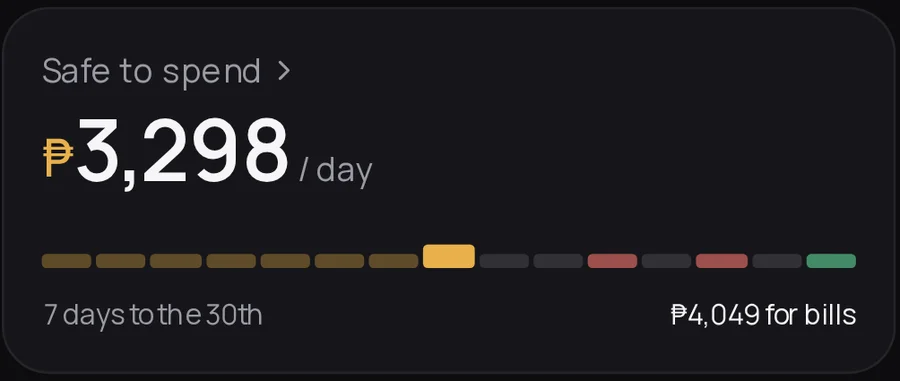 Safe to spend >
₱3,298 / day
7 days to the 30th
₱4,049 for bills